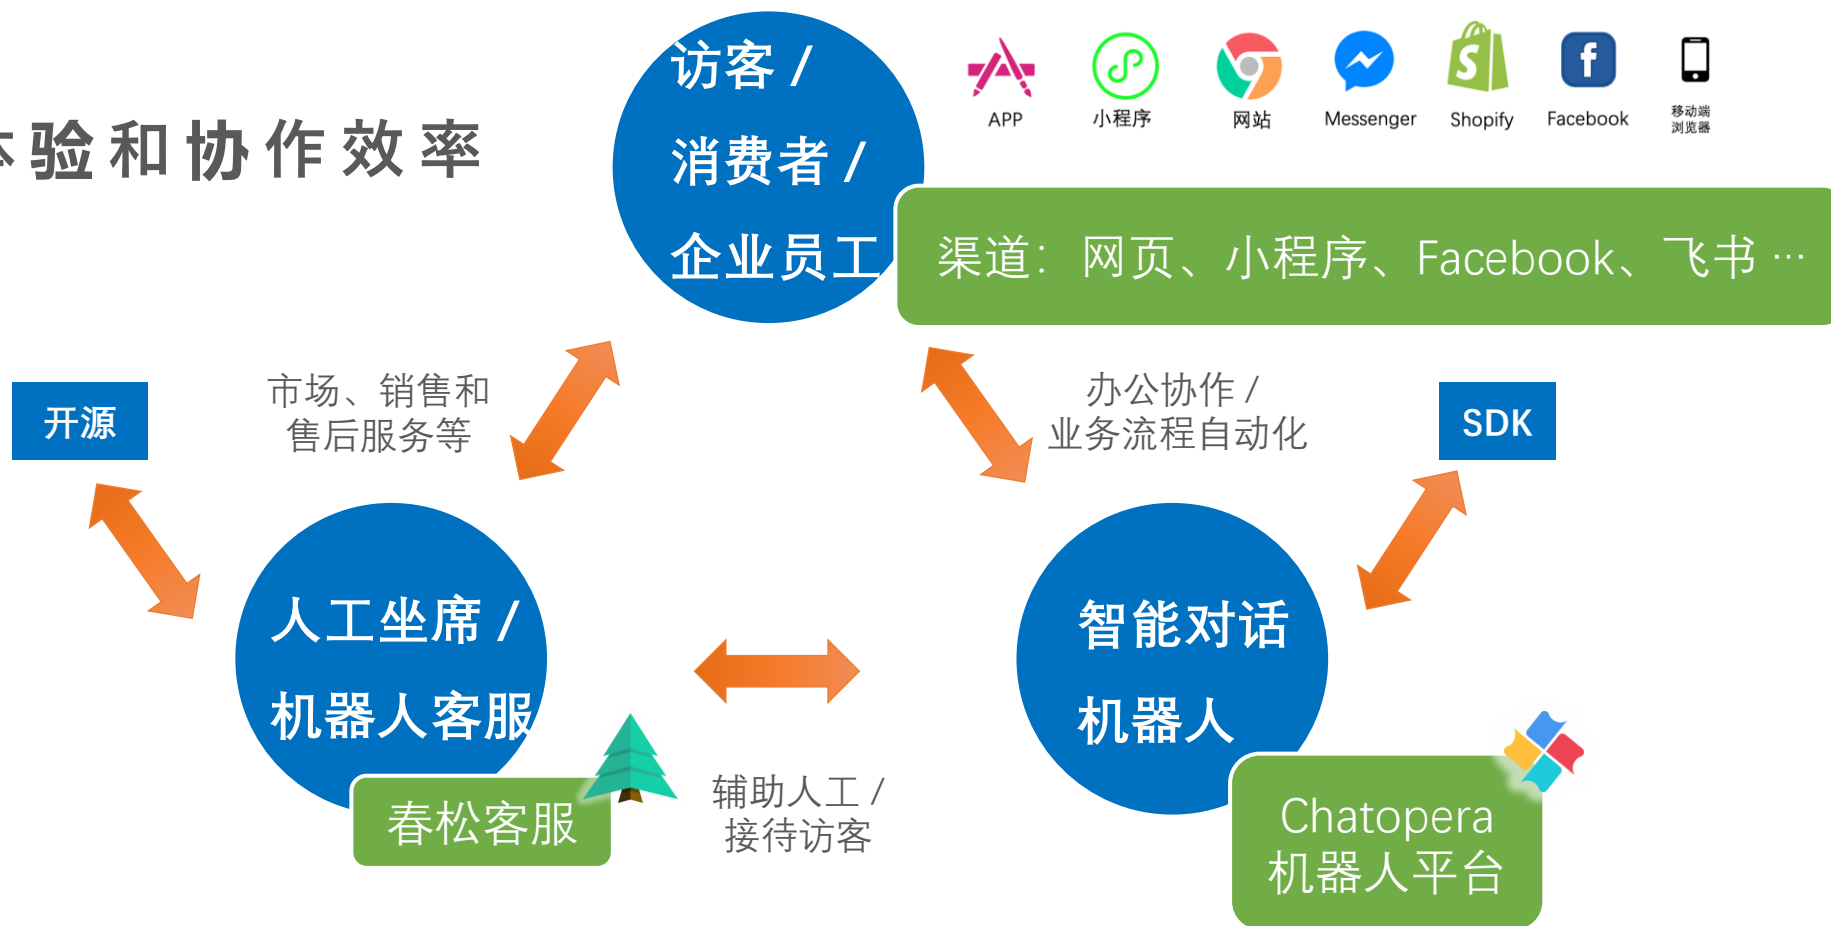 验和协作效率
访客 /
消费者 /
企业员工
APP
小程序
网站
Messenger
Shopify
Facebook
移动端
浏览器
渠道：网页、小程序、Facebook、飞书 …
开源
市场、销售和
售后服务等
办公协作 /
业务流程自动化
SDK
人工坐席 /
机器人客服
智能对话
机器人
春松客服
辅助人工 /
接待访客
Chatopera
机器人平台